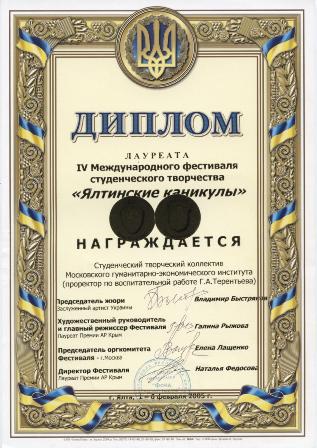 ДИПЛОМ
ЛАУРЕАТА
IV Международного фестиваля
студенческого творчества
«Ялтинские каникулы»
НАГРАЖДАЕТСЯ
Студенческий творческий коллектив
Московского гуманитарно-экономического института
(проректор по воспитательной работе Г.А.Терентьева)
Председатель жюри Владимир Быстряков
Заслуженный артист Украины
Художественный руководитель
и главный режиссер Фестиваля Галина Рыжова
Лауреат Премии АР Крым
Председатель оргкомитета Елена Лащенко
Фестиваля - г.Москва
Директор Фестиваля Наталья Федосова
Лауреат Премии АР Крым
г. Ялта, 1 – 6 февраля 2005 г.